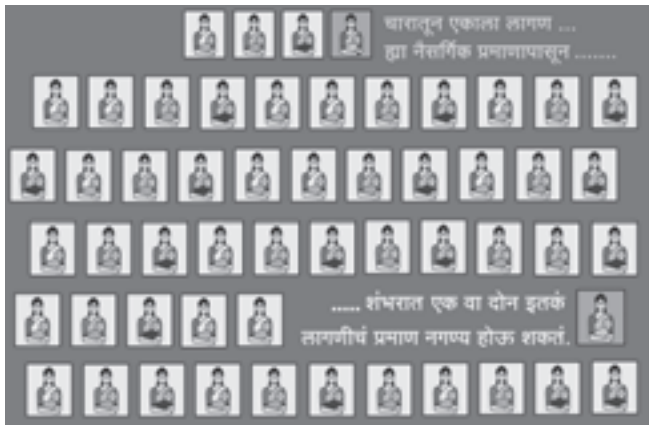 चारातून एकाला लागण ...
ह्या नैसर्गिक प्रमाणापासून .......
...... शंभरात एक वा दोन इतकं
लागणीचं प्रमाण नगण्य होऊ शकतं.